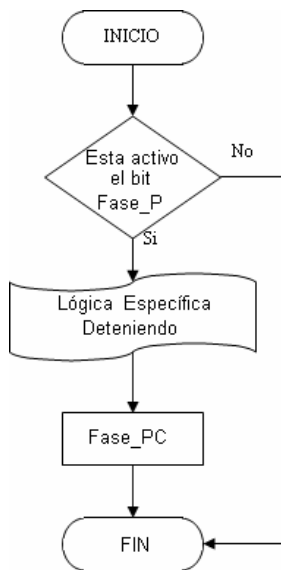 INICIO
Esta activo
el bit
Fase_P
No
Si
Lógica Específica
Deteniendo
Fase_PC
FIN